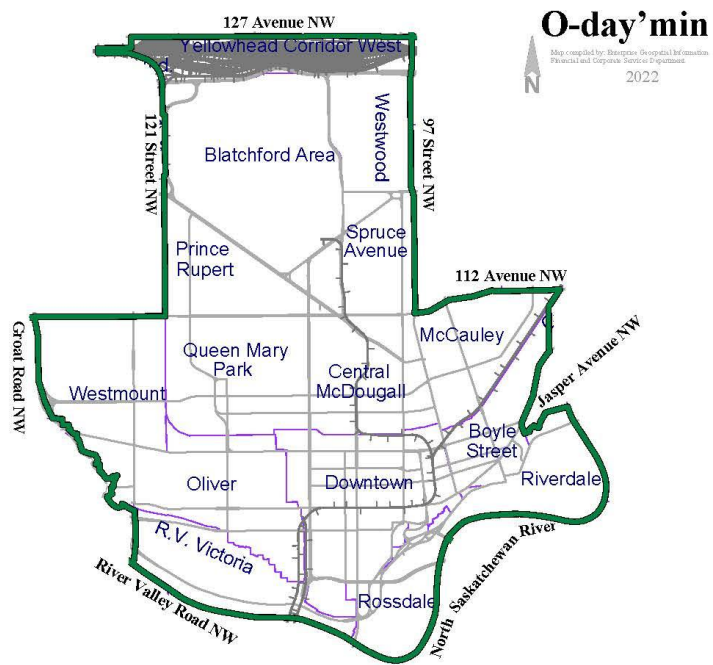 127 Avenue NW
O-day'min
Yellowhead Corridor West
Map compiled by: Enterprise Geospatial Information
Financial and Corporate Services Department
2022
N
121 Street NW
Westwood
97 Street NW
Blatchford Area
Spruce
Avenue
Prince
Rupert
112 Avenue NW
McCauley
Groat Road NW
Queen Mary
Park
Central
McDougall
Jasper Avenue NW
Westmount
Boyle
Street
Oliver
Downtown
Riverdale
R.V. Victoria
River Valley Road NW
Rossdale
North Saskatchewan River